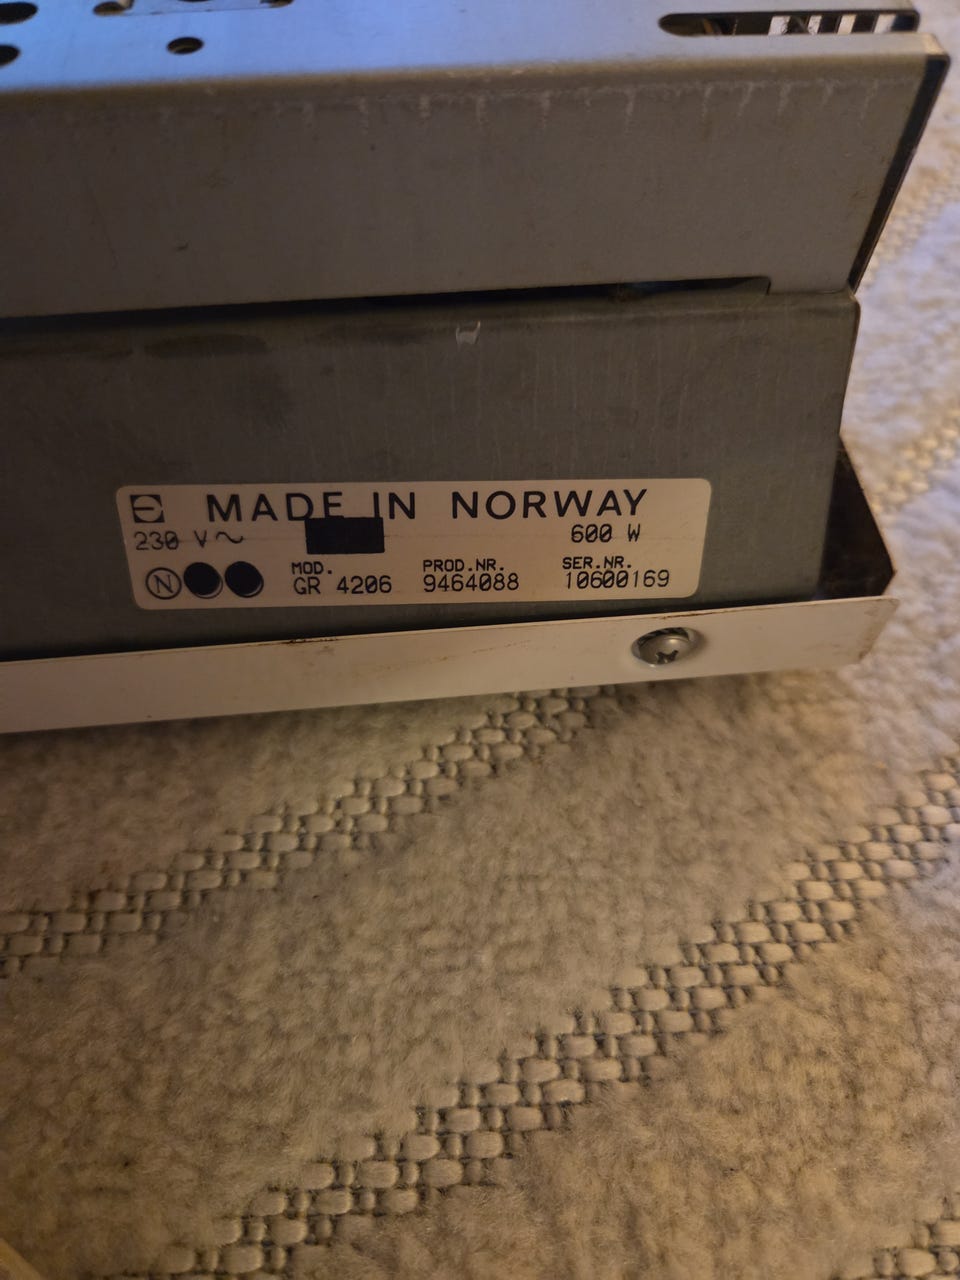 MADE IN NORWAY
230 V~ 600 W
MOD. PROD.NR. SER.NR.
N GR 4206 9464088 10600169